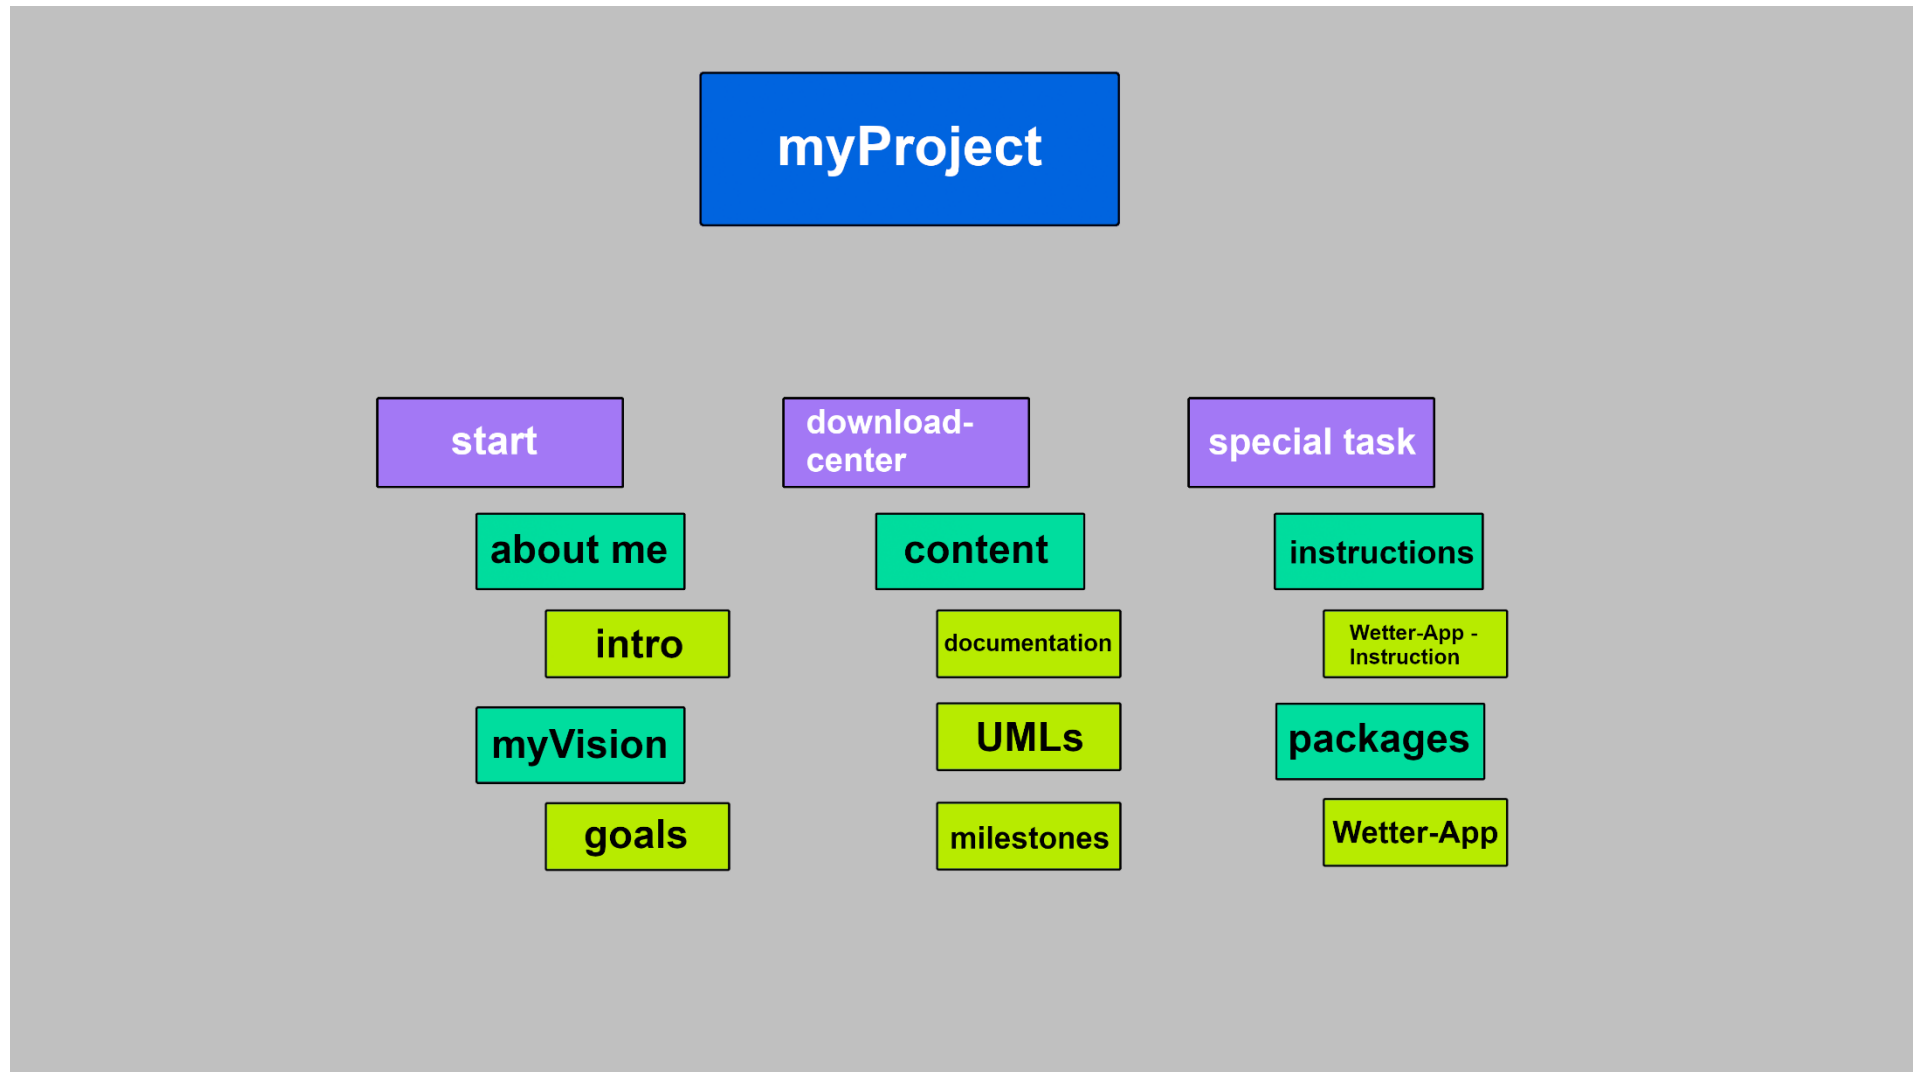 myProject
start
about me
intro
myVision
goals
download-
center
content
documentation
UMLs
milestones
special task
instructions
Wetter-App -
Instruction
packages
Wetter-App